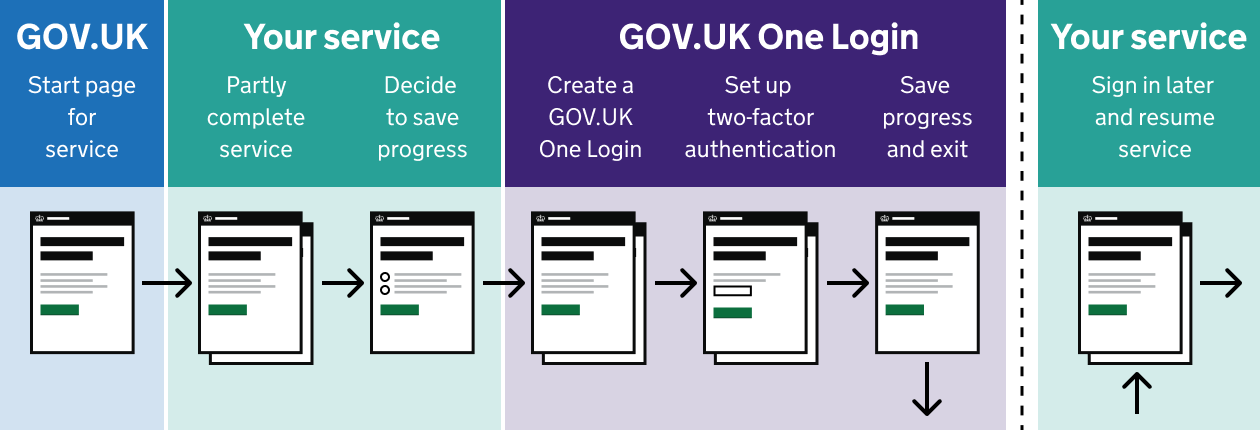 GOV.UK
Start page
for
service
Your service
Partly
complete
service
Decide
to save
progress
GOV.UK One Login
Create a
GOV.UK
One Login
Set up
two-factor
authentication
Save
progress
and exit
Your service
Sign in later
and resume
service